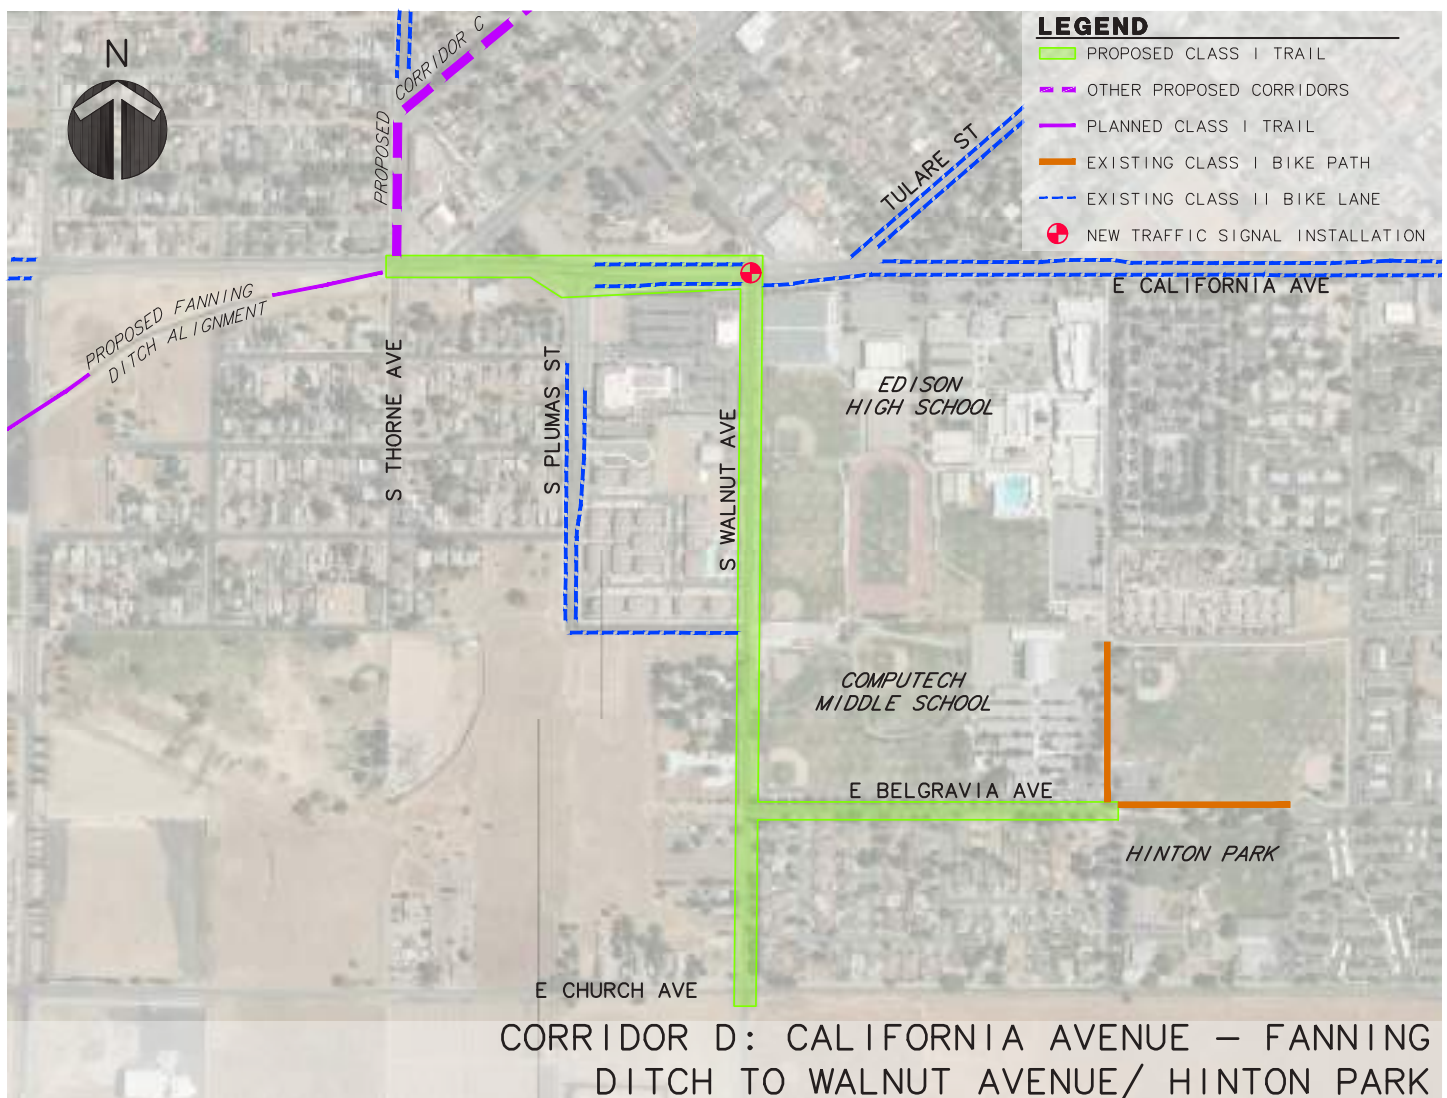 N
PROPOSED
CORRIDOR C
LEGEND
PROPOSED CLASS I TRAIL
OTHER PROPOSED CORRIDORS
PLANNED CLASS I TRAIL
EXISTING CLASS I BIKE PATH
EXISTING CLASS II BIKE LANE
NEW TRAFFIC SIGNAL INSTALLATION
TULARE ST
E CALIFORNIA AVE
PROPOSED FANNING
DITCH ALIGNMENT
S THORNE AVE
S PLUMAS ST
S WALNUT AVE
EDISON
HIGH SCHOOL
COMPUTECH
MIDDLE SCHOOL
E BELGRAVIA AVE
HINTON PARK
E CHURCH AVE
CORRIDOR D: CALIFORNIA AVENUE – FANNING
DITCH TO WALNUT AVENUE/ HINTON PARK